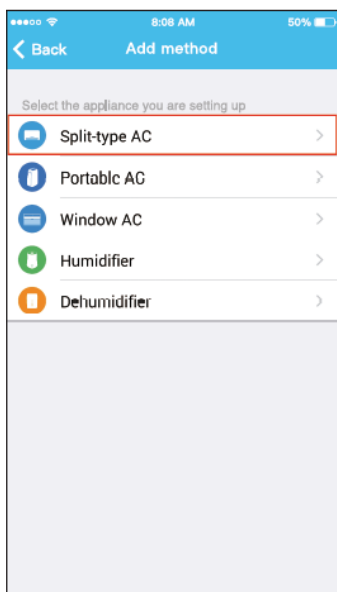 8:08 AM 50%
Back Add method
Select the appliance you are setting up
Split-type AC
Portable AC
Window AC
Humidifier
Dehumidifier